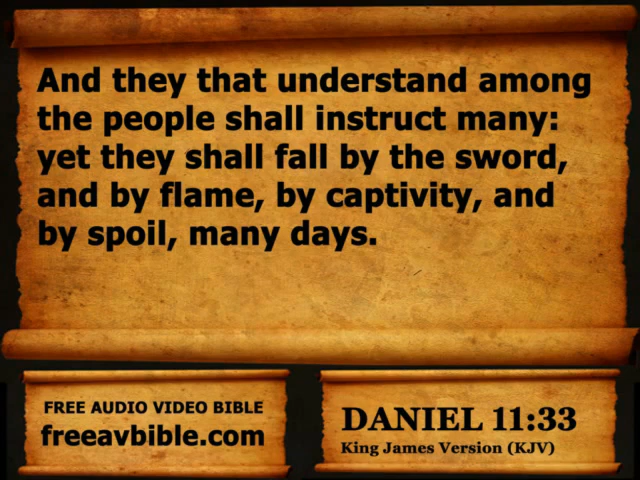 And they that understand among
the people shall instruct many:
yet they shall fall by the sword,
and by flame, by captivity, and
by spoil, many days.
FREE AUDIO VIDEO BIBLE
freeavbible.com
DANIEL 11:33
King James Version (KJV)